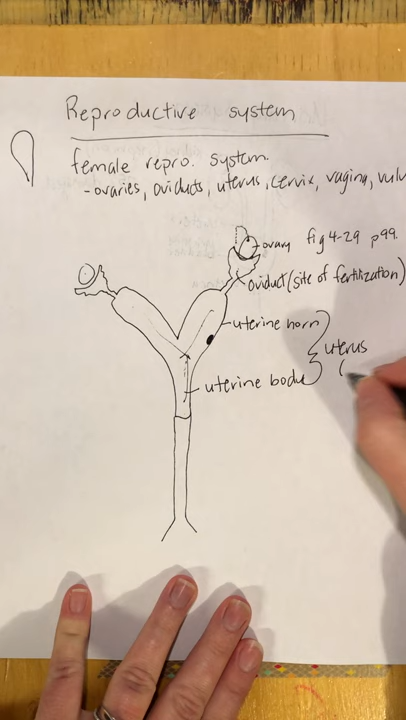 Reproductive system
female repro. system.
-ovaries, oviducts, uterus, cervix, vagina, vulv
ovary fig 4-29 p99.
oviduct (site of fertilization)
uterine horn
uterus
(
uterine body